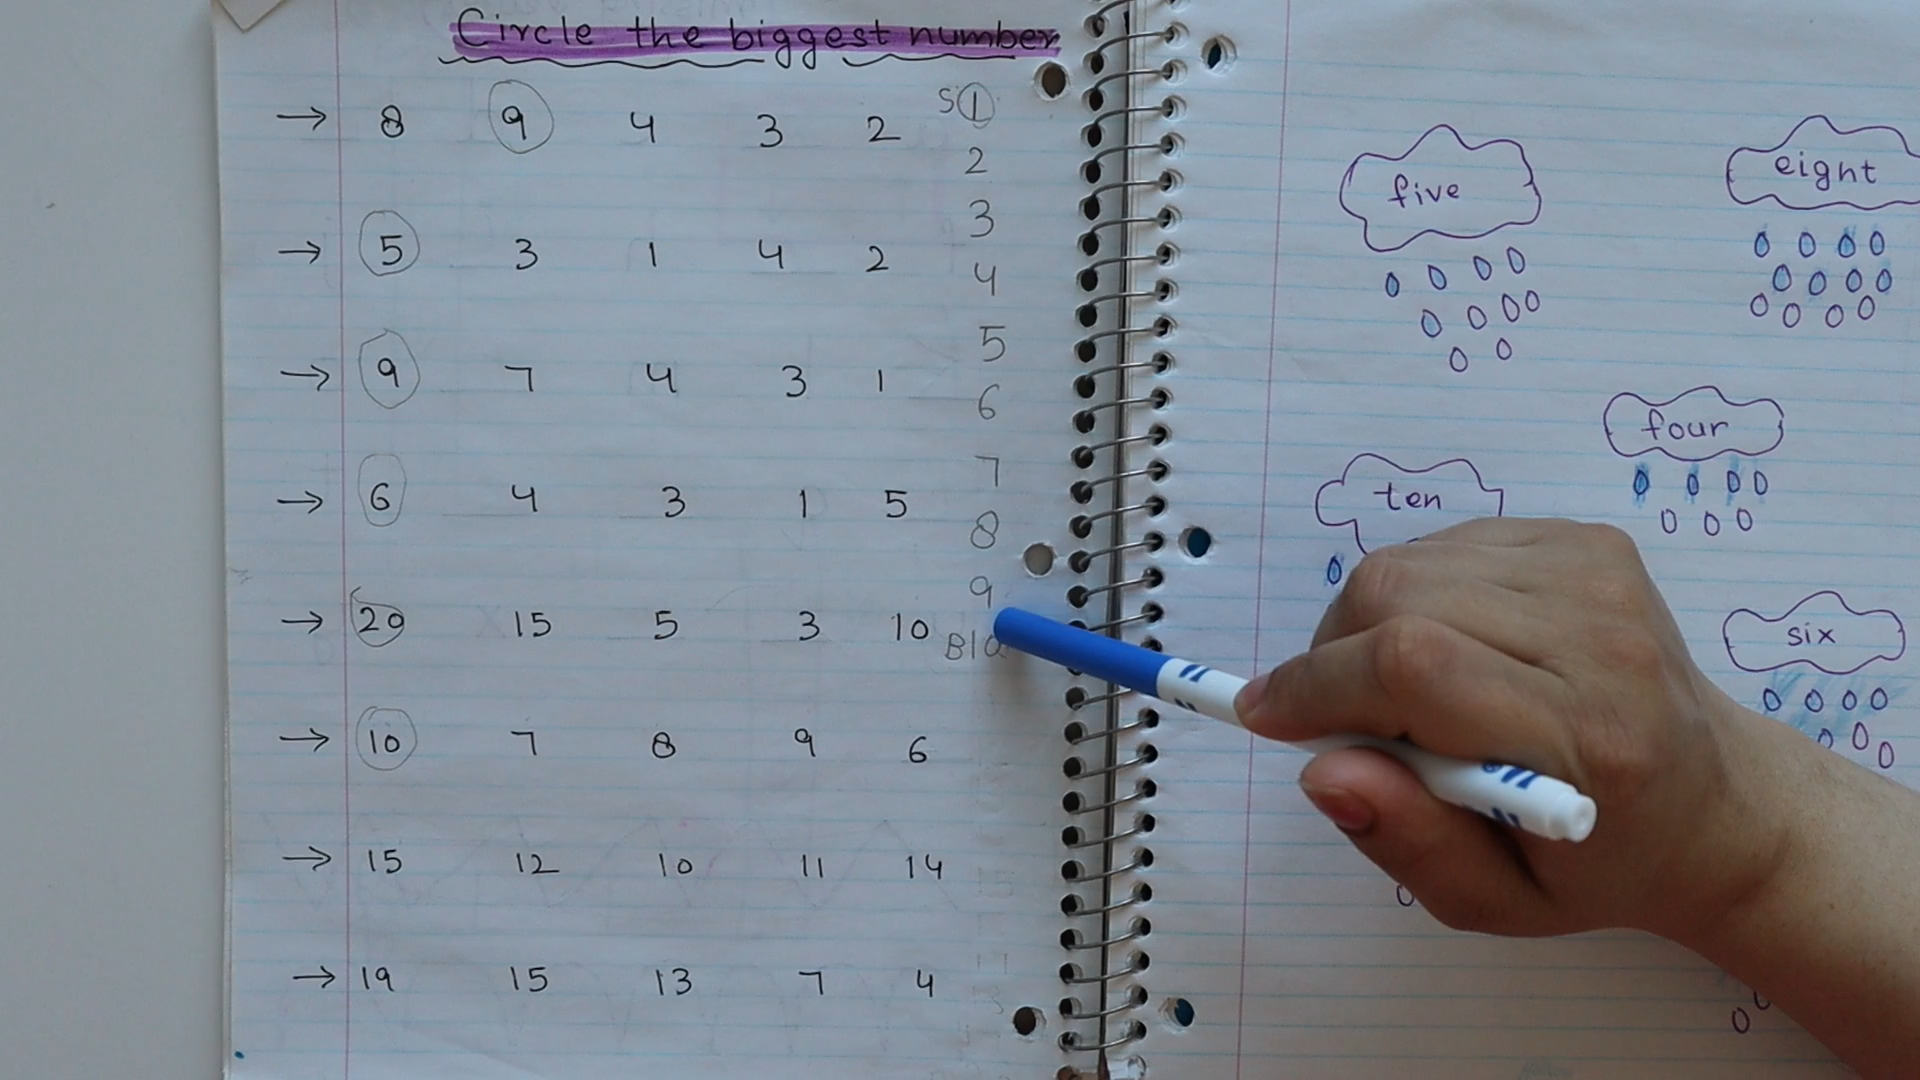 Circle the biggest number
→ 8 9 4 3 2
→ 5 3 1 4 2
→ 9 7 4 3 1
→ 6 4 3 1 5
→ 20 15 5 3 10
→ 10 7 8 9 6
→ 15 12 10 11 14
→ 19 15 13 7 4
S 1
2
3
4
5
6
7
8
9
B 10
five
eight
four
ten
six